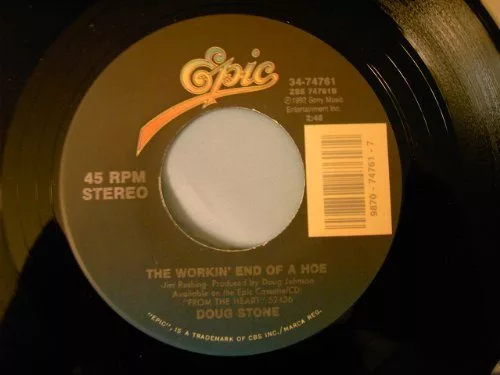 Epic
34-74761
ZSS 74761B
℗1992 Sony Music
Entertainment Inc.
2:48
45 RPM
STEREO
9870-74761-7
THE WORKIN' END OF A HOE
Jim Rushing- Produced by Doug Johnson
Available on the Epic Cassette/CD:
"FROM THE HEART" 52436
DOUG STONE
"EPIC", IS A TRADEMARK OF CBS INC./MARCA REG.